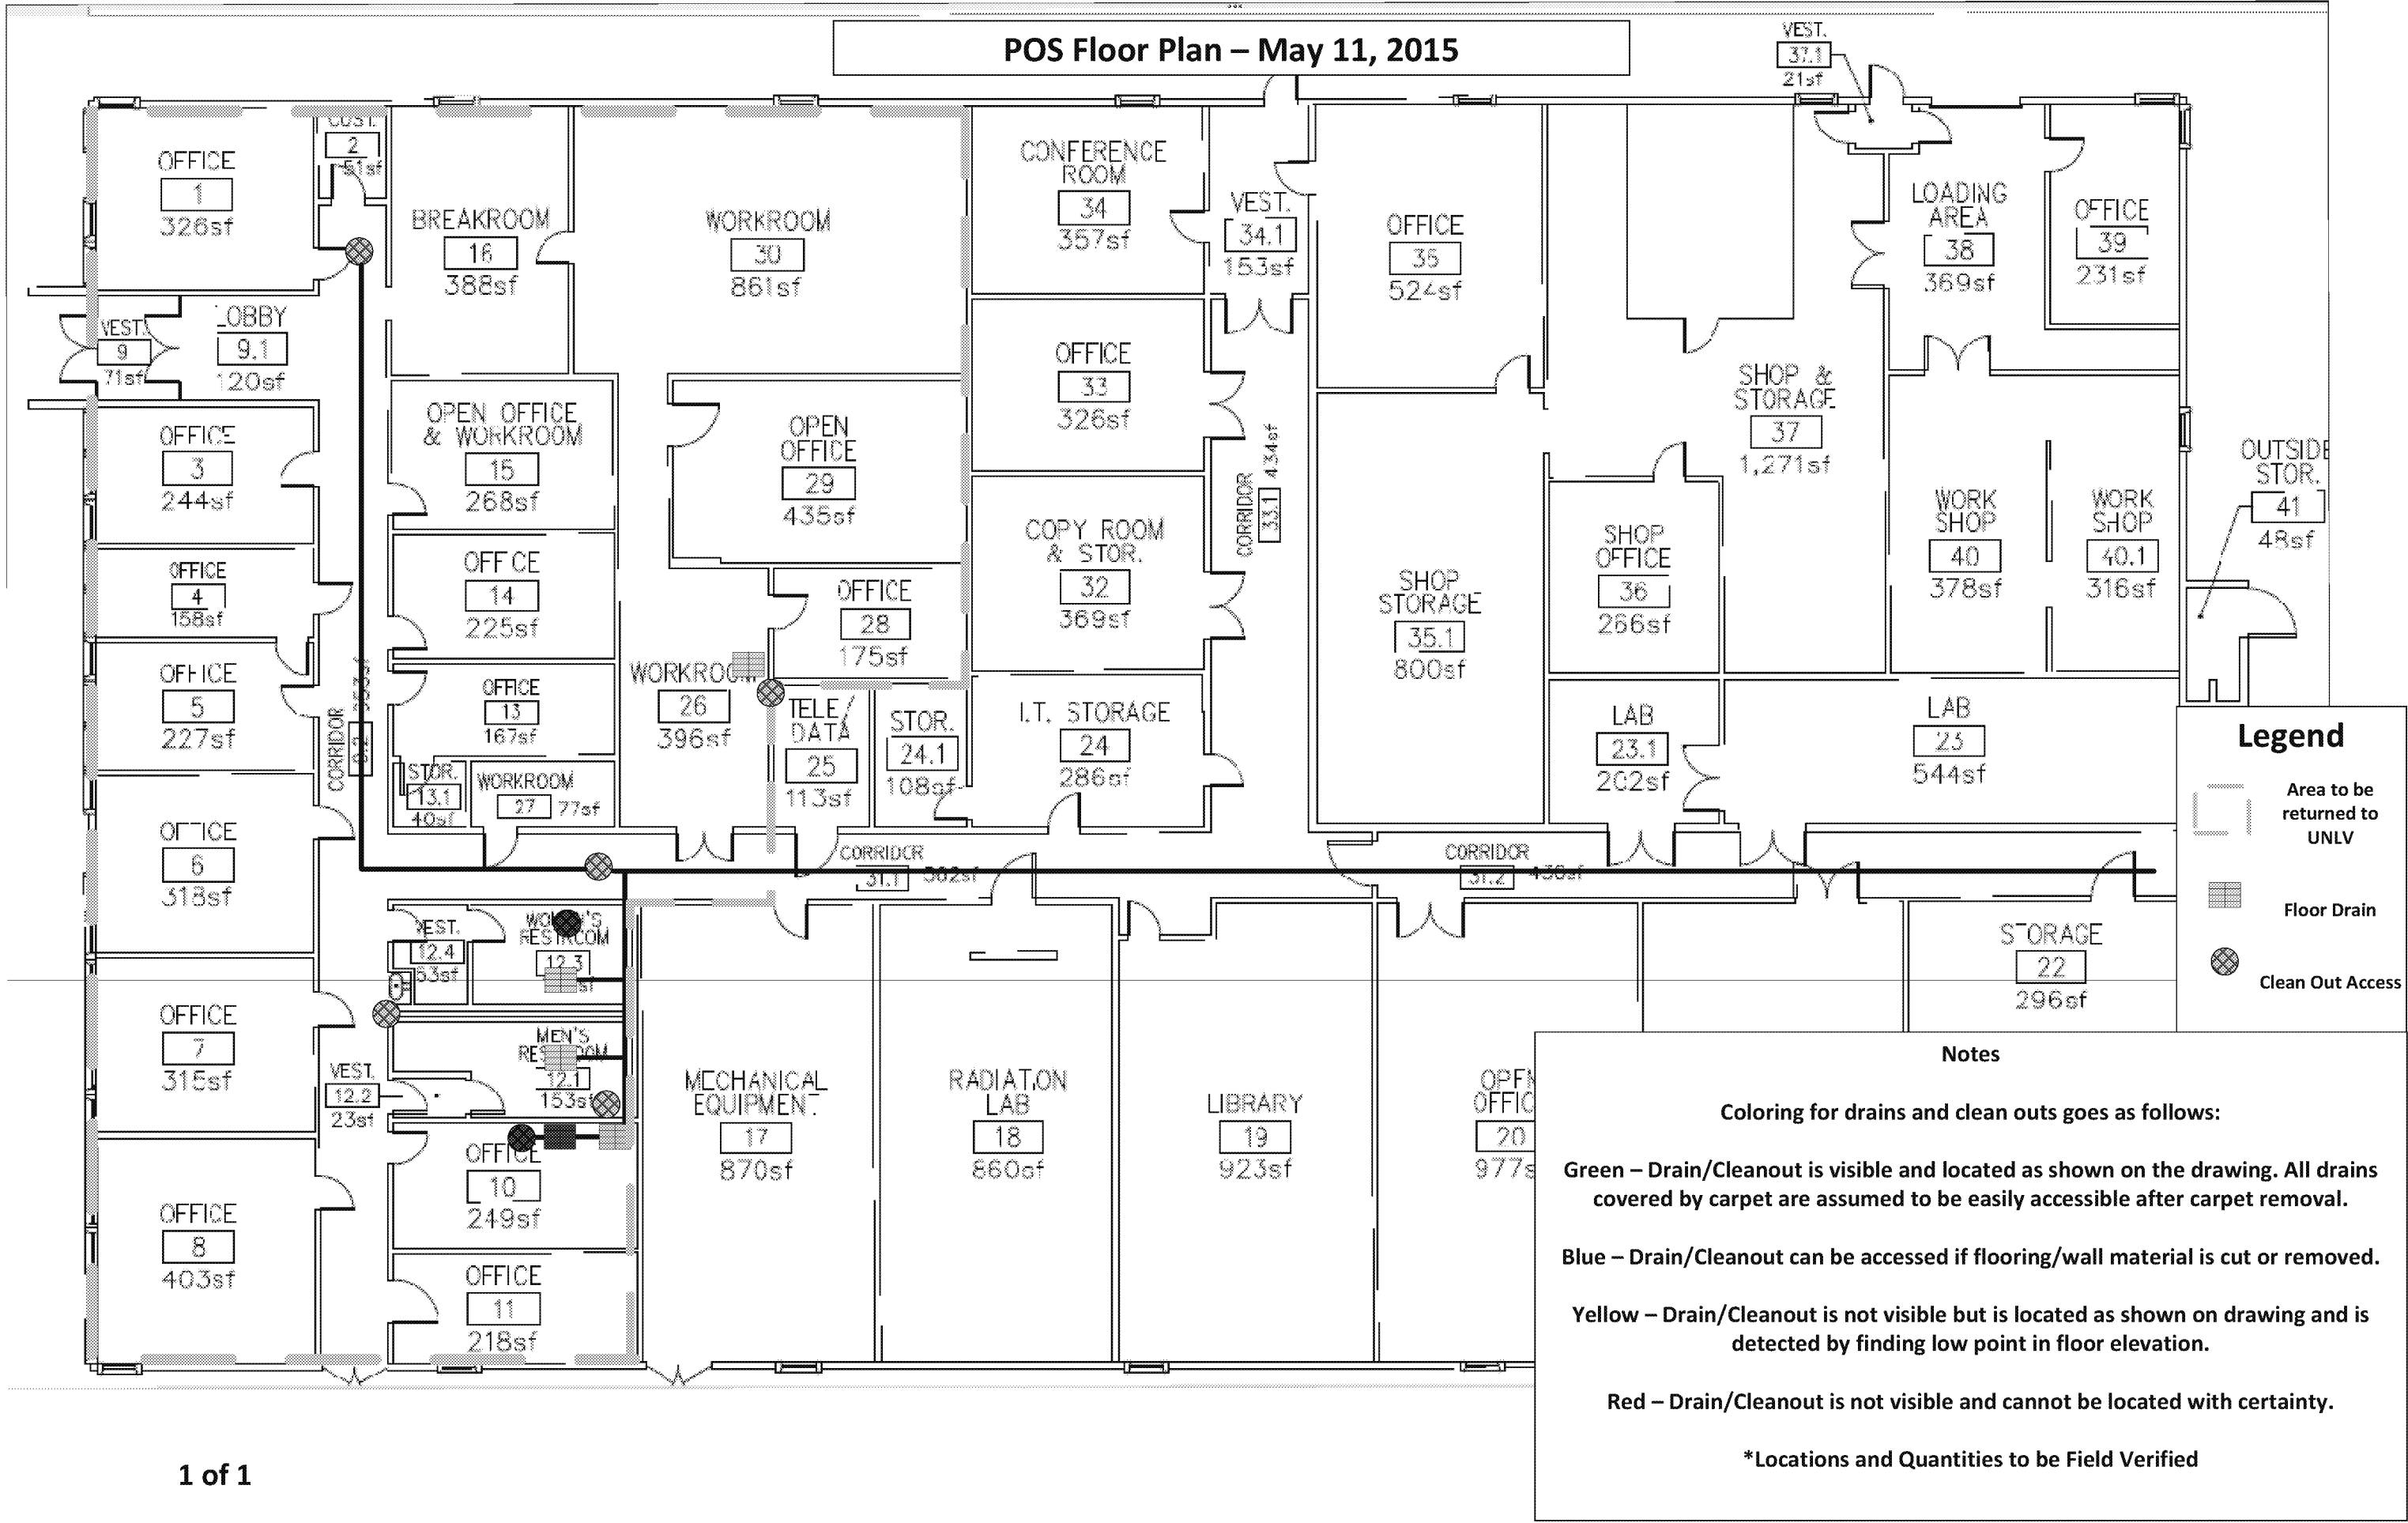 POS Floor Plan – May 11, 2015
VEST.
37.1
21sf
OFFICE
1
326sf
CUST.
2
51sf
BREAKROOM
16
388sf
WORKROOM
30
861sf
CONFERENCE
ROOM
34
357sf
VEST.
34.1
153sf
OFFICE
35
524sf
LOADING
AREA
38
369sf
OFFICE
39
231sf
VEST.
9
71sf
LOBBY
9.1
120sf
OFFICE
33
326sf
SHOP &
STORAGE
37
1,271sf
OFFICE
3
244sf
OPEN OFFICE
& WORKROOM
15
268sf
OPEN
OFFICE
29
435sf
CORRIDOR
33.1
434sf
OUTSIDE
STOR.
41
48sf
OFFICE
4
158sf
OFF CE
14
225sf
OFFICE
28
175sf
COPY ROOM
& STOR.
32
369sf
SHOP
STORAGE
35.1
800sf
SHOP
OFFICE
36
266sf
WORK
SHOP
40
378sf
WORK
SHOP
40.1
316sf
OFFICE
5
227sf
CORRIDOR
OFFICE
13
167sf
WORKROOM
26
396sf
TELE
DATA
25
113sf
STOR.
24.1
108sf
I.T. STORAGE
24
286sf
LAB
23.1
202sf
LAB
23
544sf
STOR.
13.1
40sf
WORKROOM
27 77sf
OFFICE
6
318sf
CORRIDOR
31.1
CORRIDOR
31.2
VEST.
12.4
53sf
WOMEN'S
RESTROOM
12.3
sf
OFFICE
7
315sf
MEN'S
RESTROOM
12.1
153sf
VEST.
12.2
23sf
MECHANICAL
EQUIPMENT
17
870sf
RADIATION
LAB
18
860sf
LIBRARY
19
923sf
OPEN
OFFIC
20
977s
STORAGE
22
296sf
OFFICE
8
403sf
OFFICE
10
249sf
OFFICE
11
218sf
Legend
Area to be
returned to
UNLV
Floor Drain
Clean Out Access
Notes
Coloring for drains and clean outs goes as follows:
Green – Drain/Cleanout is visible and located as shown on the drawing. All drains
covered by carpet are assumed to be easily accessible after carpet removal.
Blue – Drain/Cleanout can be accessed if flooring/wall material is cut or removed.
Yellow – Drain/Cleanout is not visible but is located as shown on drawing and is
detected by finding low point in floor elevation.
Red – Drain/Cleanout is not visible and cannot be located with certainty.
*Locations and Quantities to be Field Verified
1 of 1